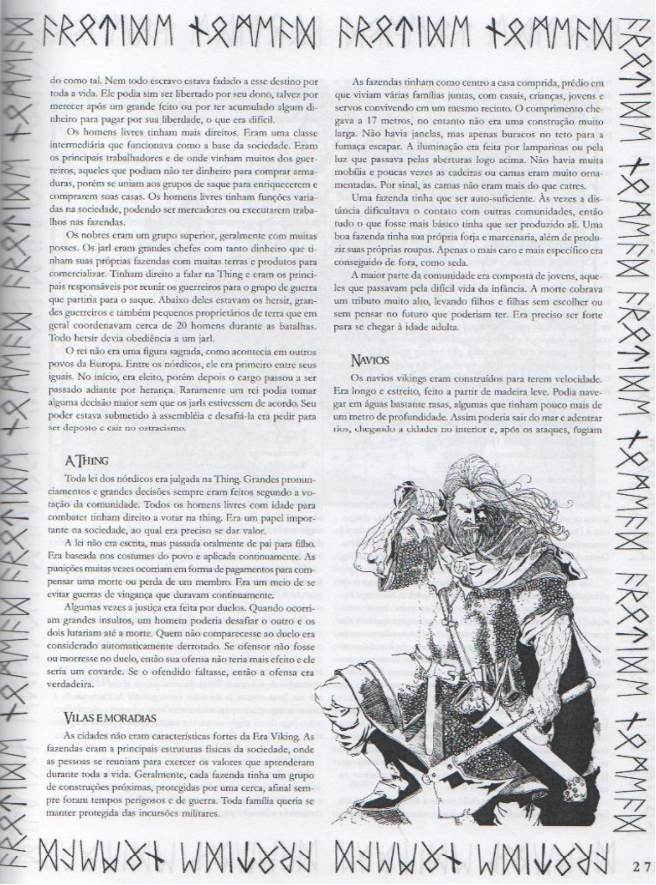 ᚨᚱᛟᛏᛁᛞᛖ ᚾᛟᛗᛖᚨᛞ ᚨᚱᛟᛏᛁᛞᛖ ᚾᛟᛗᛖᚨᛞ
do como tal. Nem todo escravo estava fadado a esse destino por
toda a vida. Ele podia sim ser libertado por seu dono, talvez por
merecer após um grande feito ou por ter acumulado algum di-
nheiro para pagar por sua liberdade, o que era difícil.
Os homens livres tinham mais direitos. Eram uma classe
intermediária que funcionava como a base da sociedade. Eram
os principais trabalhadores e de onde vinham muitos dos guer-
reiros, aqueles que podiam não ter dinheiro para comprar arma-
duras, porém se uniam aos grupos de saque para enriquecerem e
comprarem suas casas. Os homens livres tinham funções varia-
das na sociedade, podendo ser mercadores ou executarem traba-
lhos nas fazendas.
Os nobres eram um grupo superior, geralmente com muitas
posses. Os jarl eram grandes chefes com tanto dinheiro que ti-
nham suas próprias fazendas com muitas terras e produtos para
comercializar. Tinham direito a falar na Thing e eram os princi-
pais responsáveis por reunir os guerreiros para o grupo de guerra
que partiria para o saque. Abaixo deles estavam os hersir, gran-
des guerreiros e também pequenos proprietários de terra que em
geral coordenavam cerca de 20 homens durante as batalhas.
Todo hersir devia obediência a um jarl.
O rei não era uma figura sagrada, como acontecia em outros
povos da Europa. Entre os nórdicos, ele era primeiro entre seus
iguais. No início, era eleito, porém depois o cargo passou a ser
passado adiante por herança. Raramente um rei podia tomar
alguma decisão maior sem que os jarls estivessem de acordo. Seu
poder estava submetido à assembléia e desafiá-la era pedir para
ser deposto e cair no ostracismo.
A THING
Toda lei dos nórdicos era julgada na Thing. Grandes pronun-
ciamentos e grandes decisões sempre eram feitos segundo a vo-
tação da comunidade. Todos os homens livres com idade para
combater tinham direito a votar na thing. Era um papel impor-
tante na sociedade, ao qual era preciso se dar valor.
A lei não era escrita, mas passada oralmente de pai para filho.
Era baseada nos costumes do povo e aplicada continuamente. As
punições muitas vezes ocorriam em forma de pagamentos para com-
pensar uma morte ou perda de um membro. Era um meio de se
evitar guerras de vingança que duravam continuamente.
Algumas vezes a justiça era feita por duelos. Quando ocorri-
am grandes insultos, um homem poderia desafiar o outro e os
dois lutariam até a morte. Quem não comparecesse ao duelo era
considerado automaticamente derrotado. Se ofensor não fosse
ou morresse no duelo, então sua ofensa não teria mais efeito e ele
seria um covarde. Se o ofendido faltasse, então a ofensa era
verdadeira.
VILAS E MORADIAS
As cidades não eram características fortes da Era Viking. As
fazendas eram a principais estruturas físicas da sociedade, onde
as pessoas se reuniam para exercer os valores que aprenderam
durante toda a vida. Geralmente, cada fazenda tinha um grupo
de construções próximas, protegidas por uma cerca, afinal sem-
pre foram tempos perigosos e de guerra. Toda família queria se
manter protegida das incursões militares.
As fazendas tinham como centro a casa comprida, prédio em
que viviam várias famílias juntas, com casais, crianças, jovens e
servos convivendo em um mesmo recinto. O comprimento che-
gava a 17 metros, no entanto não era uma construção muito
larga. Não havia janelas, mas apenas buracos no teto para a
fumaça escapar. A iluminação era feita por lamparinas ou pela
luz que passava pelas aberturas logo acima. Não havia muita
mobília e poucas vezes as cadeiras ou camas eram muito orna-
mentadas. Por sinal, as camas não eram mais do que catres.
Uma fazenda tinha que ser auto-suficiente. Às vezes a dis-
tância dificultava o contato com outras comunidades, então
tudo o que fosse mais básico tinha que ser produzido ali. Uma
boa fazenda tinha sua própria forja e marcenaria, além de produ-
zir suas próprias roupas. Apenas o mais caro e mais específico era
conseguido de fora, como seda.
A maior parte da comunidade era composta de jovens, aque-
les que passavam pela difícil vida da infância. A morte cobrava
um tributo muito alto, levando filhos e filhas sem escolher ou
sem pensar no futuro que poderiam ter. Era preciso ser forte
para se chegar à idade adulta.
NAVIOS
Os navios vikings eram construídos para terem velocidade.
Era longo e estreito, feito a partir de madeira leve. Podia nave-
gar em águas bastante rasas, algumas que tinham pouco mais de
um metro de profundidade. Assim poderia sair do mar e adentrar
rios, chegando a cidades no interior e, após os ataques, fugiam
27